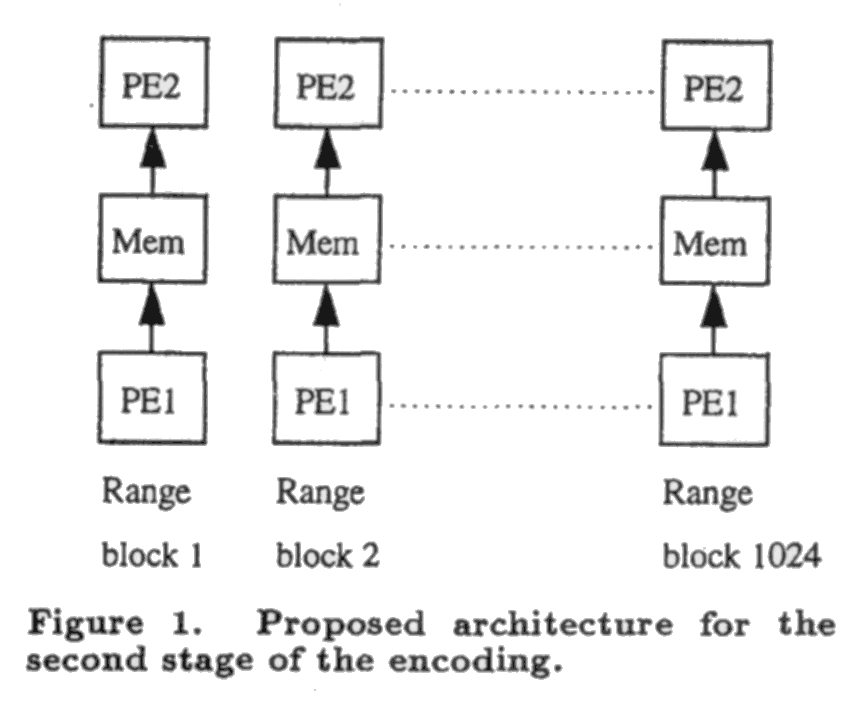 PE2 PE2 PE2
Mem Mem Mem
PE1 PE1 PE1
Range Range Range
block 1 block 2 block 1024
Figure 1. Proposed architecture for the
second stage of the encoding.